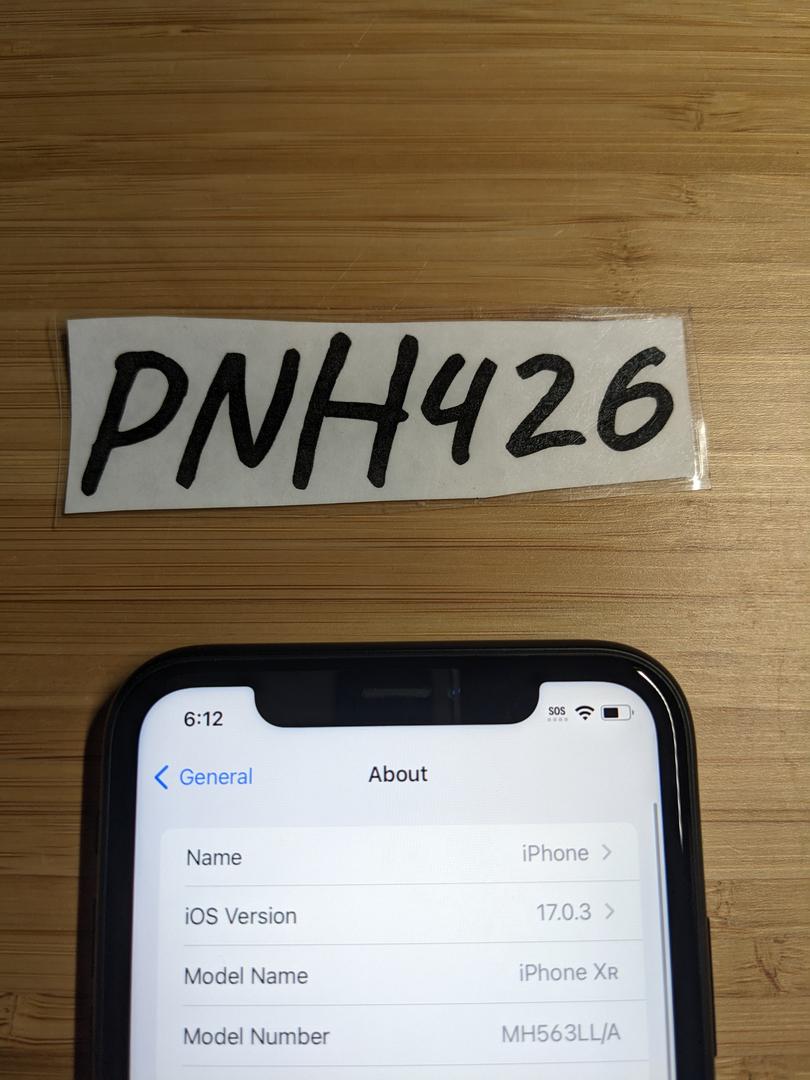 PNH426
6:12 SOS
General About
Name iPhone
iOS Version 17.0.3
Model Name iPhone XR
Model Number MH563LL/A